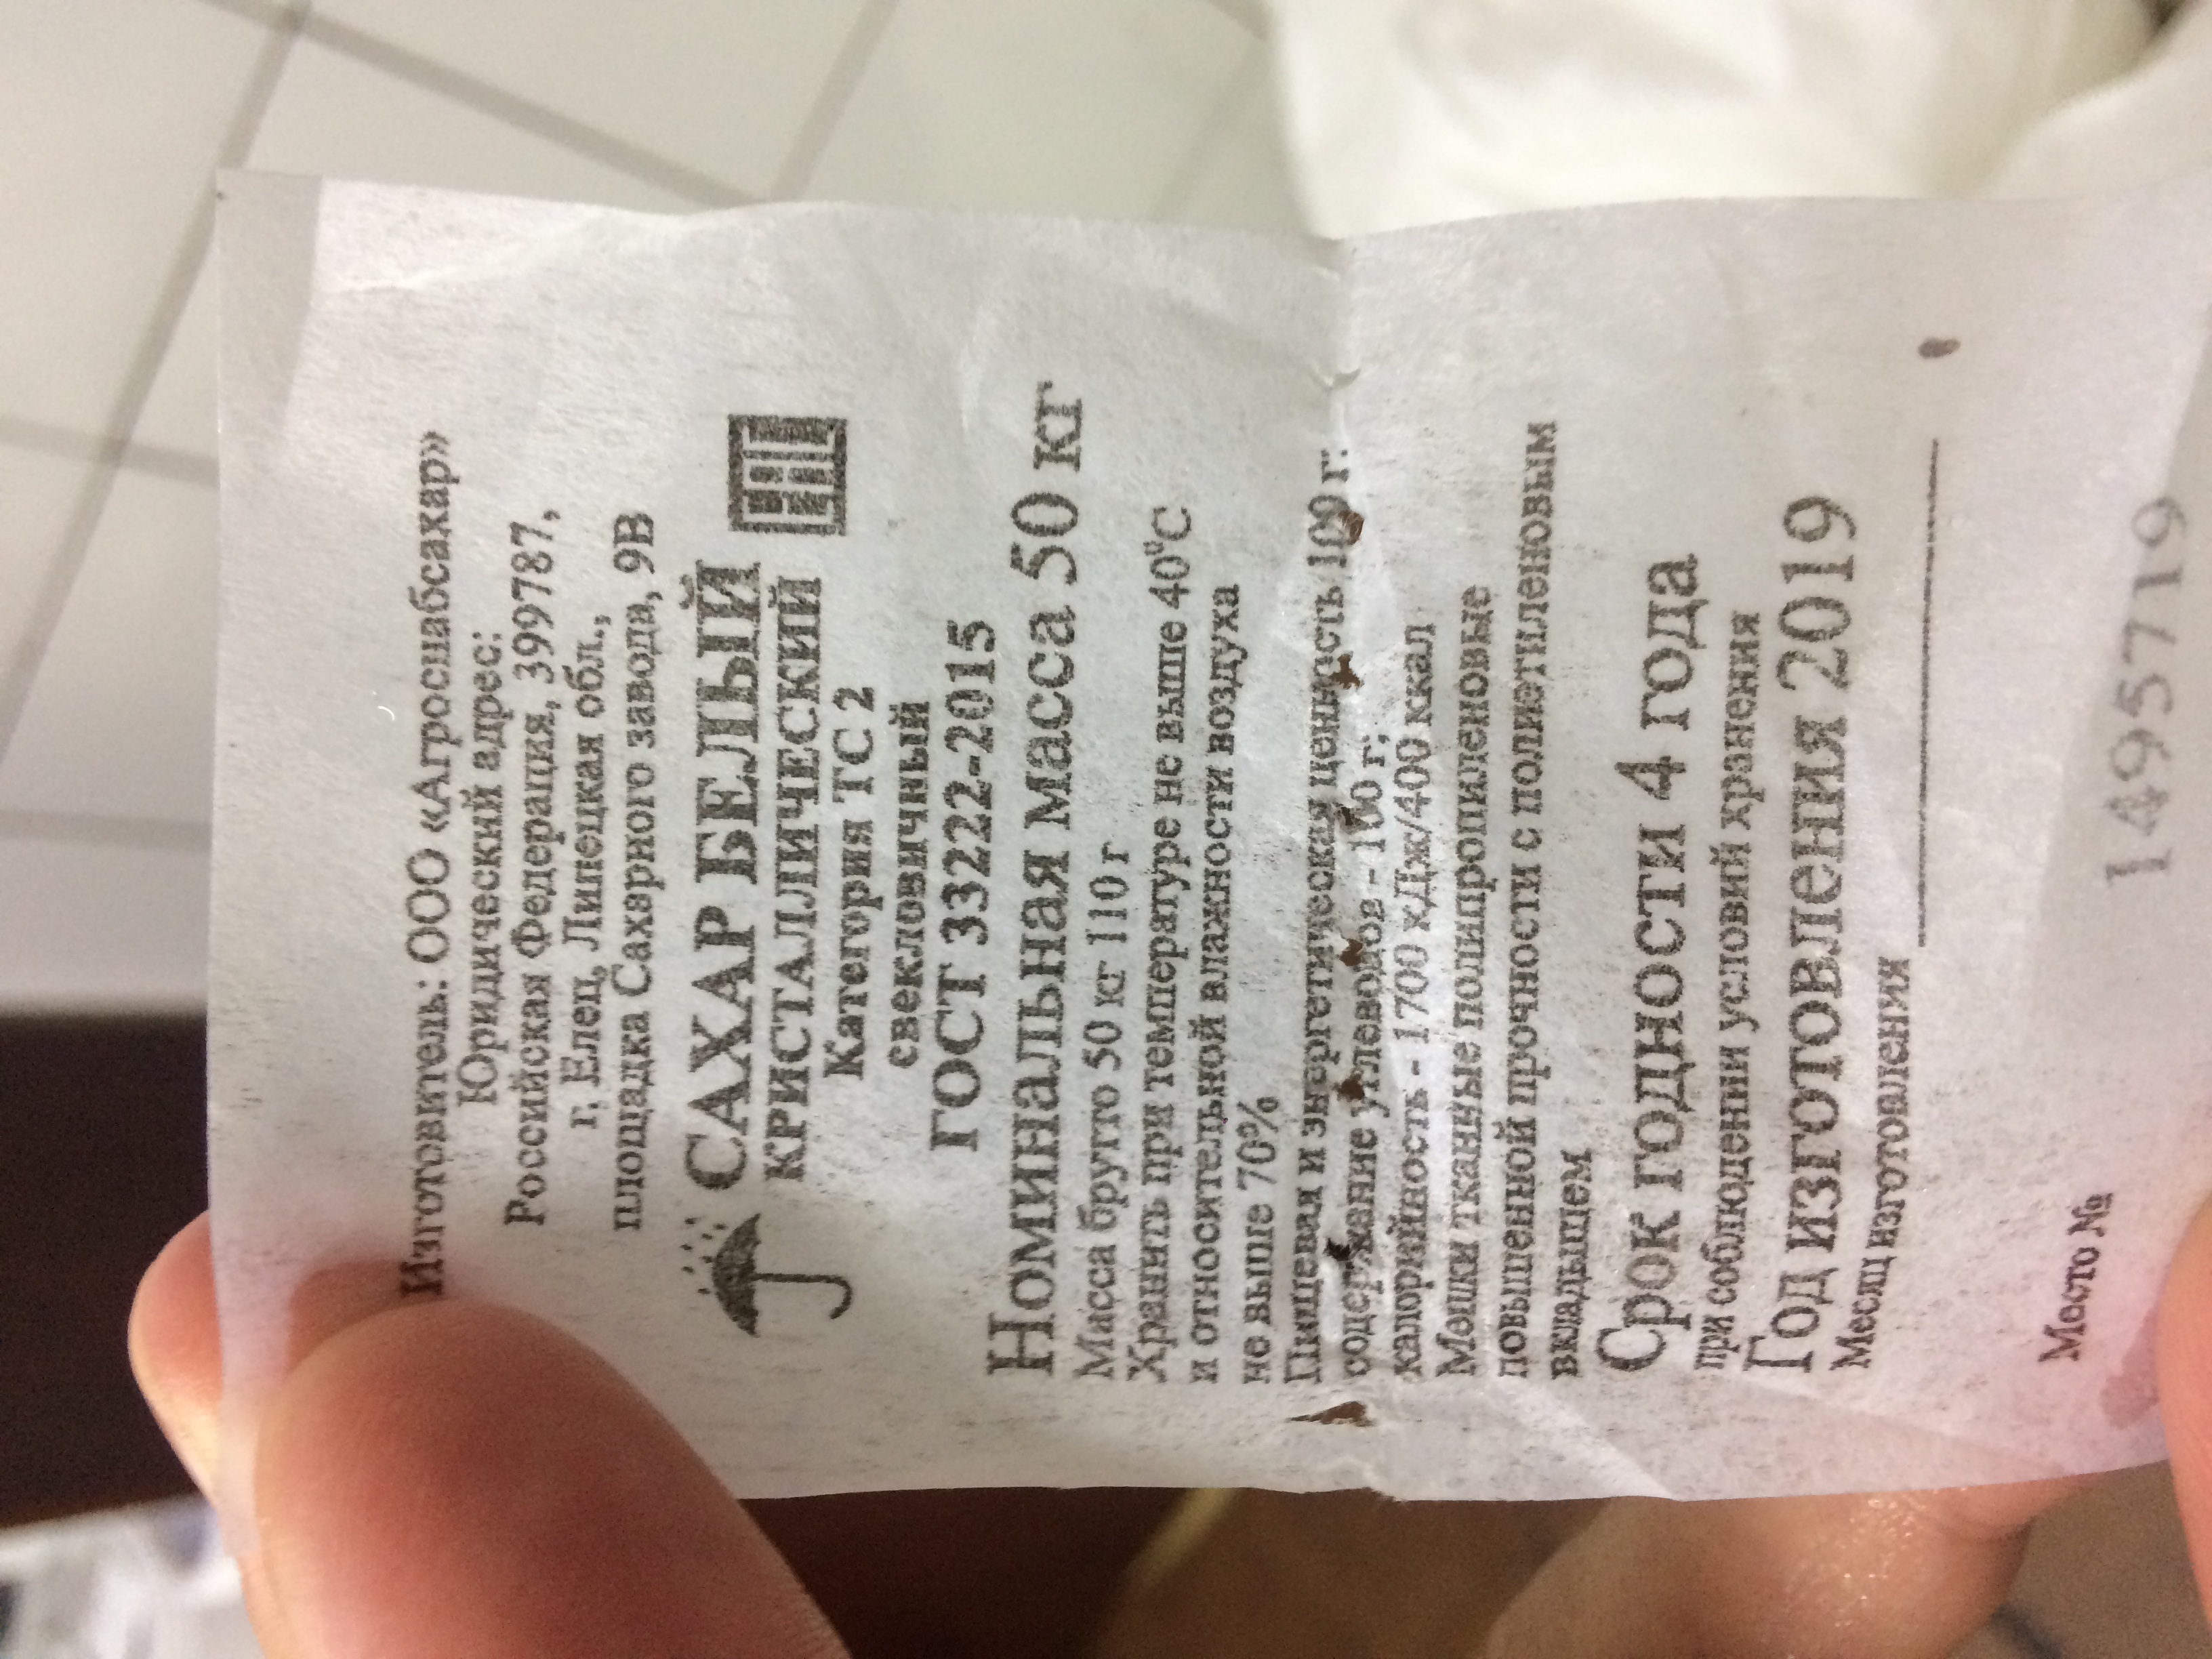 Изготовитель: ООО «Агроснабсахар»
Юридический адрес:
Российская Федерация, 399787,
г. Елец, Липецкая обл.,
площадка Сахарного завода, 9В
САХАР БЕЛЫЙ
КРИСТАЛЛИЧЕСКИЙ
ЕАС
Категория ТС 2
свекловичный
ГОСТ 33222-2015
Номинальная масса 50 кг
Масса брутто 50 кг 110 г
Хранить при температуре не выше 40⁰С
и относительной влажности воздуха
не выше 70%
Пищевая и энергетическая ценность 100 г:
содержание углеводов - 100 г;
калорийность - 1700 кДж/400 ккал
Мешки тканые полипропиленовые
повышенной прочности с полиэтиленовым
вкладышем
Срок годности 4 года
при соблюдении условий хранения
Год изготовления 2019
Месяц изготовления
Место № 1495719